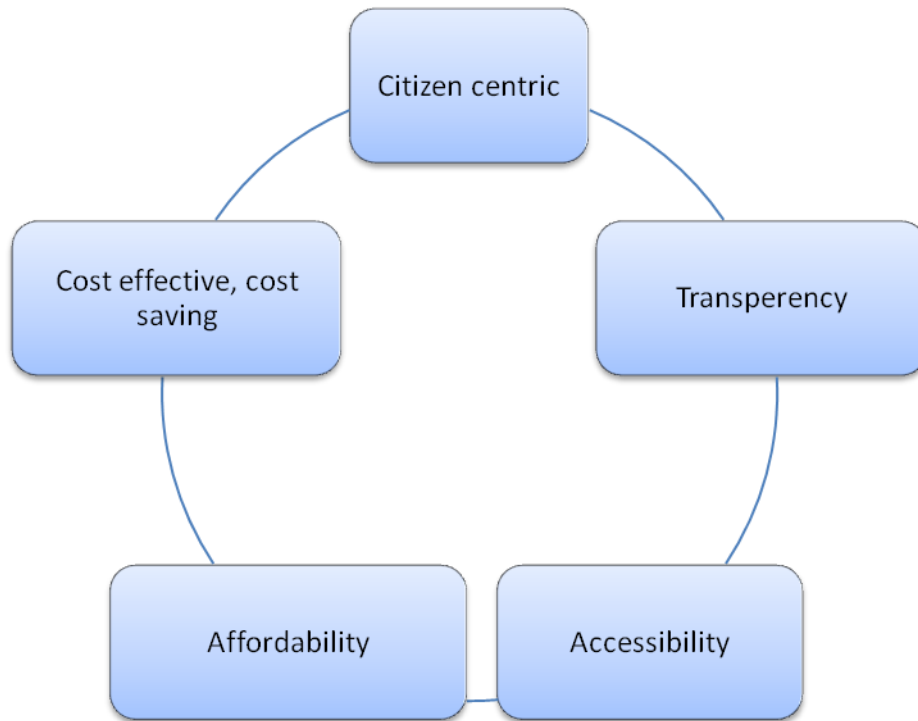 Citizen centric
Cost effective, cost
saving
Transperency
Affordability
Accessibility